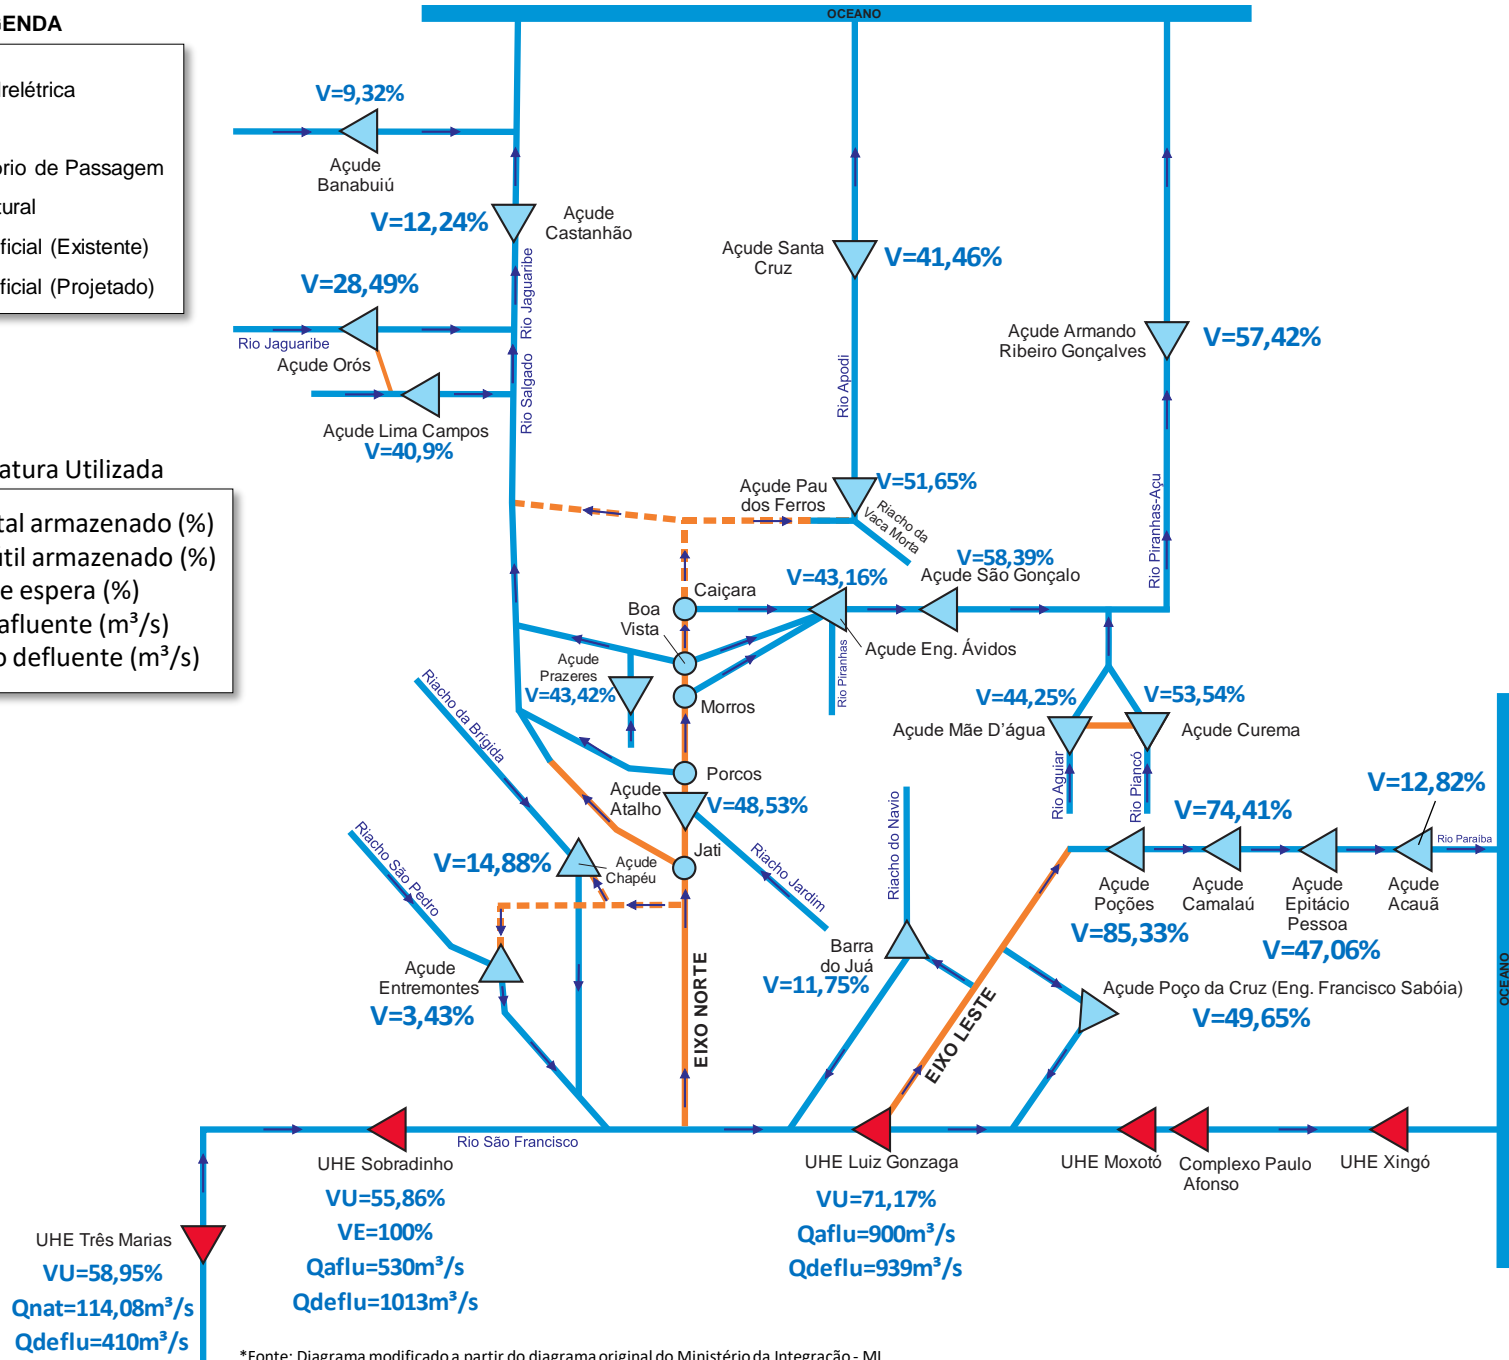 OCEANO
V=9,32%
Açude
Banabuiú
V=12,24%
Açude
Castanhão
V=28,49%
Rio Jaguaribe
Açude Orós
Rio Jaguaribe
Rio Salgado
Açude Lima Campos
V=40,9%
Açude Santa
Cruz
V=41,46%
Rio Apodi
Açude Armando
Ribeiro Gonçalves
V=57,42%
Rio Piranhas-Açu
ório de Passagem
ficial (Existente)
ficial (Projetado)
Utilizada
armazenado (%)
armazenado (%)
espera (%)
afluente (m³/s)
defluente (m³/s)
Açude Pau
dos Ferros
V=51,65%
Riacho da
Vaca Morta
V=58,39%
Açude São Gonçalo
V=43,16%
Caiçara
Boa
Vista
Açude Eng. Ávidos
Rio Piranhas
Açude
Prazeres
V=43,42%
Morros
Riacho da Brigida
Porcos
Açude
Atalho
V=48,53%
V=44,25%
Açude Mãe D'água
V=53,54%
Açude Curema
Rio Aguiar
Rio Piancó
V=12,82%
V=74,41%
Rio Paraiba
Riacho São Pedro
V=14,88%
Açude
Chapéu
Jati
Riacho Jardim
Riacho do Navio
Açude
Poções
V=85,33%
Açude
Camalaú
Açude
Epitácio
Pessoa
V=47,06%
Açude
Acauã
Açude
Entremontes
V=3,43%
EIXO NORTE
Barra
do Juá
V=11,75%
EIXO LESTE
Açude Poço da Cruz (Eng. Francisco Sabóia)
V=49,65%
OCEANO
Rio São Francisco
UHE Sobradinho
VU=55,86%
VE=100%
Qaflu=530m³/s
Qdeflu=1013m³/s
UHE Luiz Gonzaga
VU=71,17%
Qaflu=900m³/s
Qdeflu=939m³/s
UHE Moxotó
Complexo Paulo
Afonso
UHE Xingó
UHE Três Marias
VU=58,95%
Qnat=114,08m³/s
Qdeflu=410m³/s
*Fonte: Diagrama modificado a partir do diagrama original do Ministério da Integração - MI